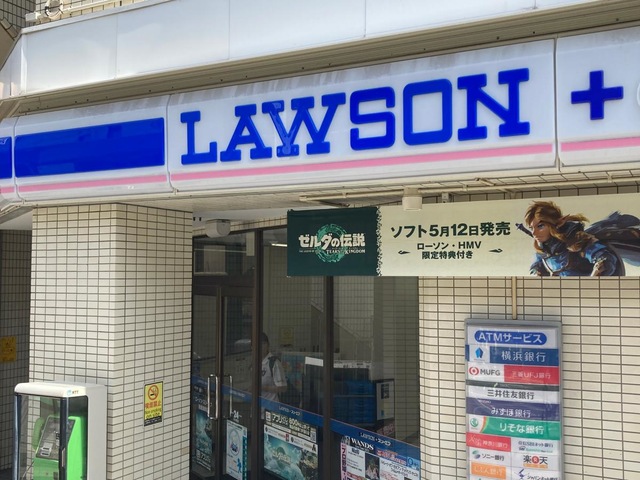 LAWSON +
ゼルダの伝説
TEARS OF THE KINGDOM
ソフト5月12日発売
ローソン・HMV
限定特典付き
ATMサービス
横浜銀行
MUFG 三菱UFJ銀行
三井住友銀行
みずほ銀行
りそな銀行
ソニー銀行 楽天
LAWSON
WANDS